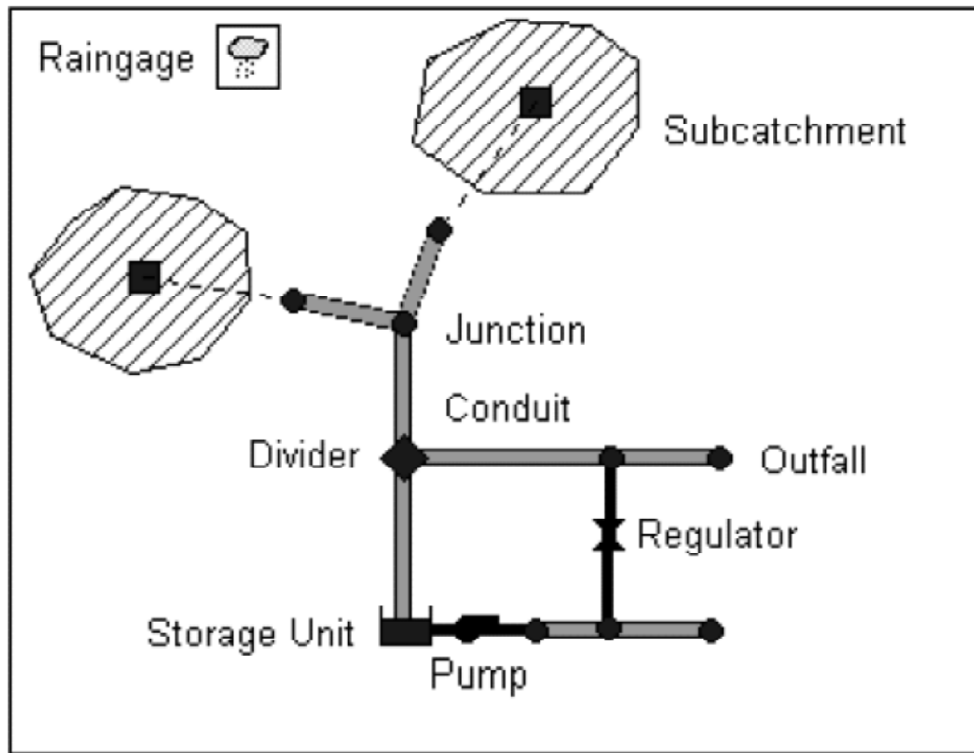 Raingage
Subcatchment
Junction
Conduit
Divider
Outfall
Regulator
Storage Unit
Pump